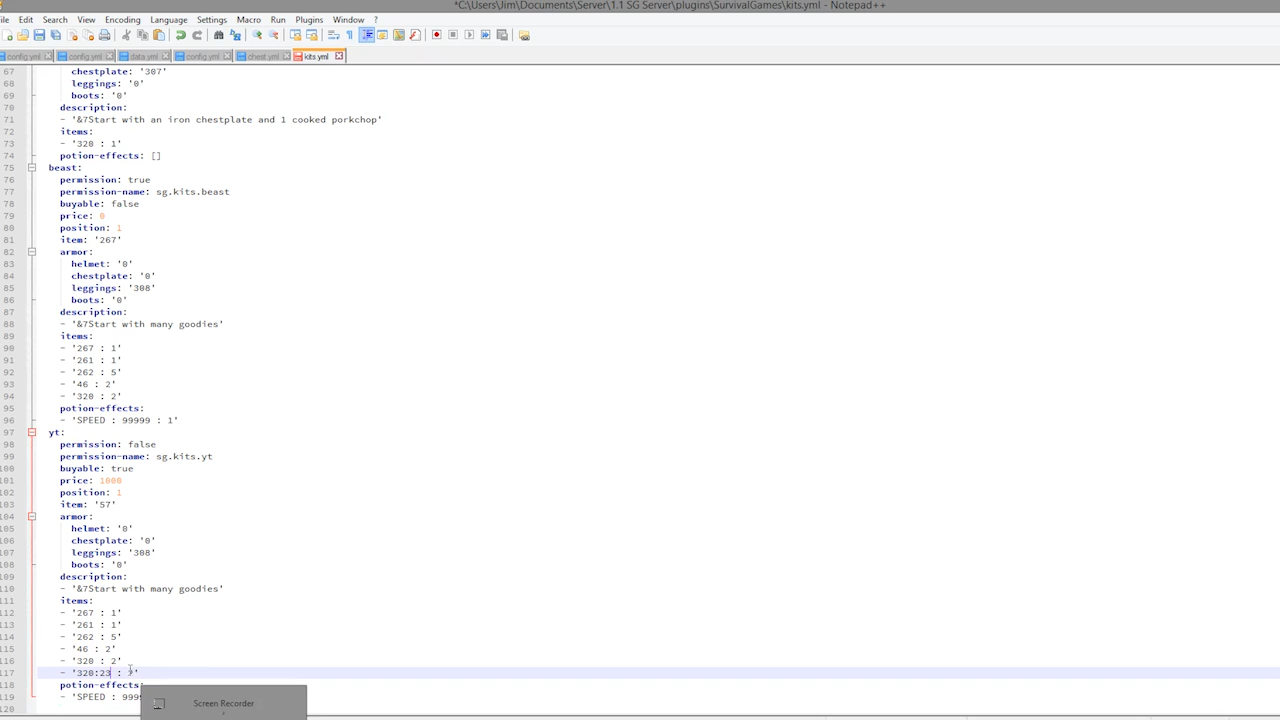 *C:\Users\Jim\Documents\Server\1.1 SG Server\plugins\SurvivalGames\kits.yml - Notepad++
ile Edit Search View Encoding Language Settings Macro Run Plugins Window ?
config.yml config.yml data.yml config.yml chest.yml kits.yml
67 chestplate: '307'
68 leggings: '0'
69 boots: '0'
70 description:
71 - '&7Start with an iron chestplate and 1 cooked porkchop'
72 items:
73 - '320 : 1'
74 potion-effects: []
75 beast:
76 permission: true
77 permission-name: sg.kits.beast
78 buyable: false
79 price: 0
80 position: 1
81 item: '267'
82 armor:
83 helmet: '0'
84 chestplate: '0'
85 leggings: '308'
86 boots: '0'
87 description:
88 - '&7Start with many goodies'
89 items:
90 - '267 : 1'
91 - '261 : 1'
92 - '262 : 5'
93 - '46 : 2'
94 - '320 : 2'
95 potion-effects:
96 - 'SPEED : 99999 : 1'
97 yt:
98 permission: false
99 permission-name: sg.kits.yt
100 buyable: true
101 price: 1000
102 position: 1
103 item: '57'
104 armor:
105 helmet: '0'
106 chestplate: '0'
107 leggings: '308'
108 boots: '0'
109 description:
110 - '&7Start with many goodies'
111 items:
112 - '267 : 1'
113 - '261 : 1'
114 - '262 : 5'
115 - '46 : 2'
116 - '320 : 2'
117 - '320:23 : '
118 potion-effects:
119 - 'SPEED : 999
120
Screen Recorder